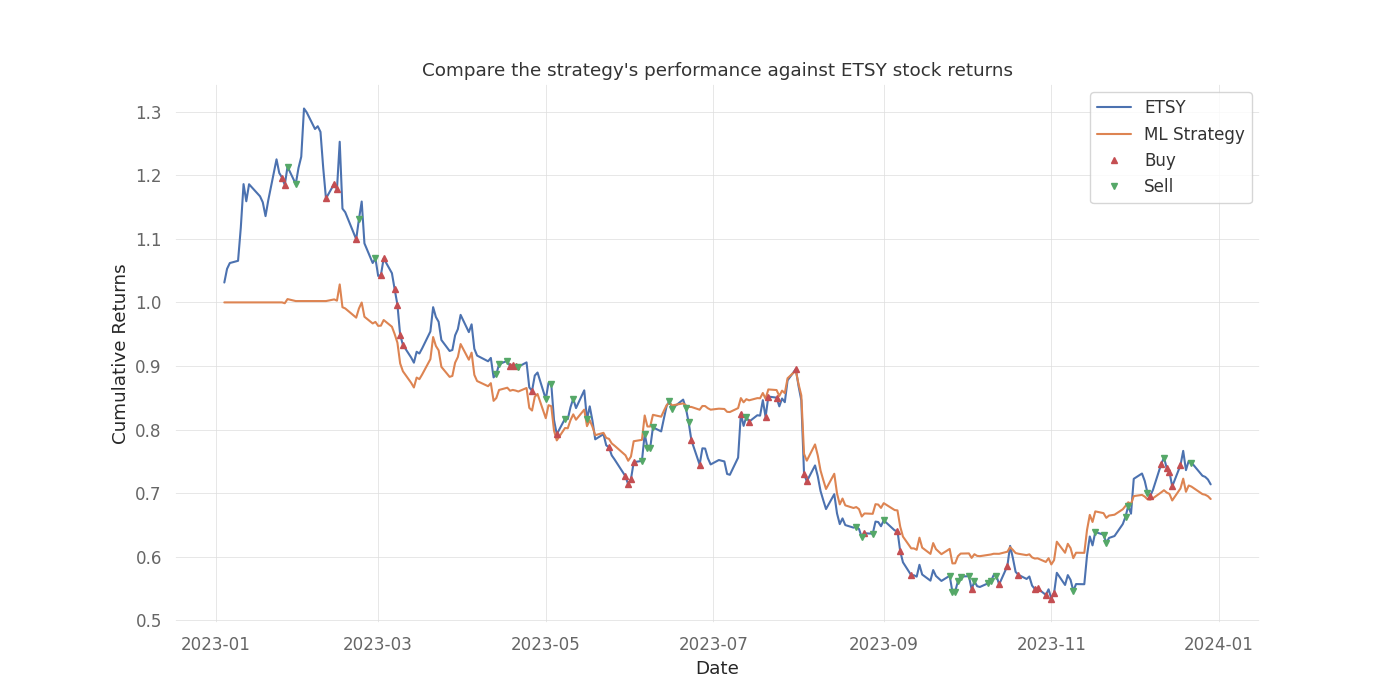 Compare the strategy's performance against ETSY stock returns
ETSY
ML Strategy
Buy
Sell
Cumulative Returns
1.3
1.2
1.1
1.0
0.9
0.8
0.7
0.6
0.5
2023-01
2023-03
2023-05
2023-07
2023-09
2023-11
2024-01
Date